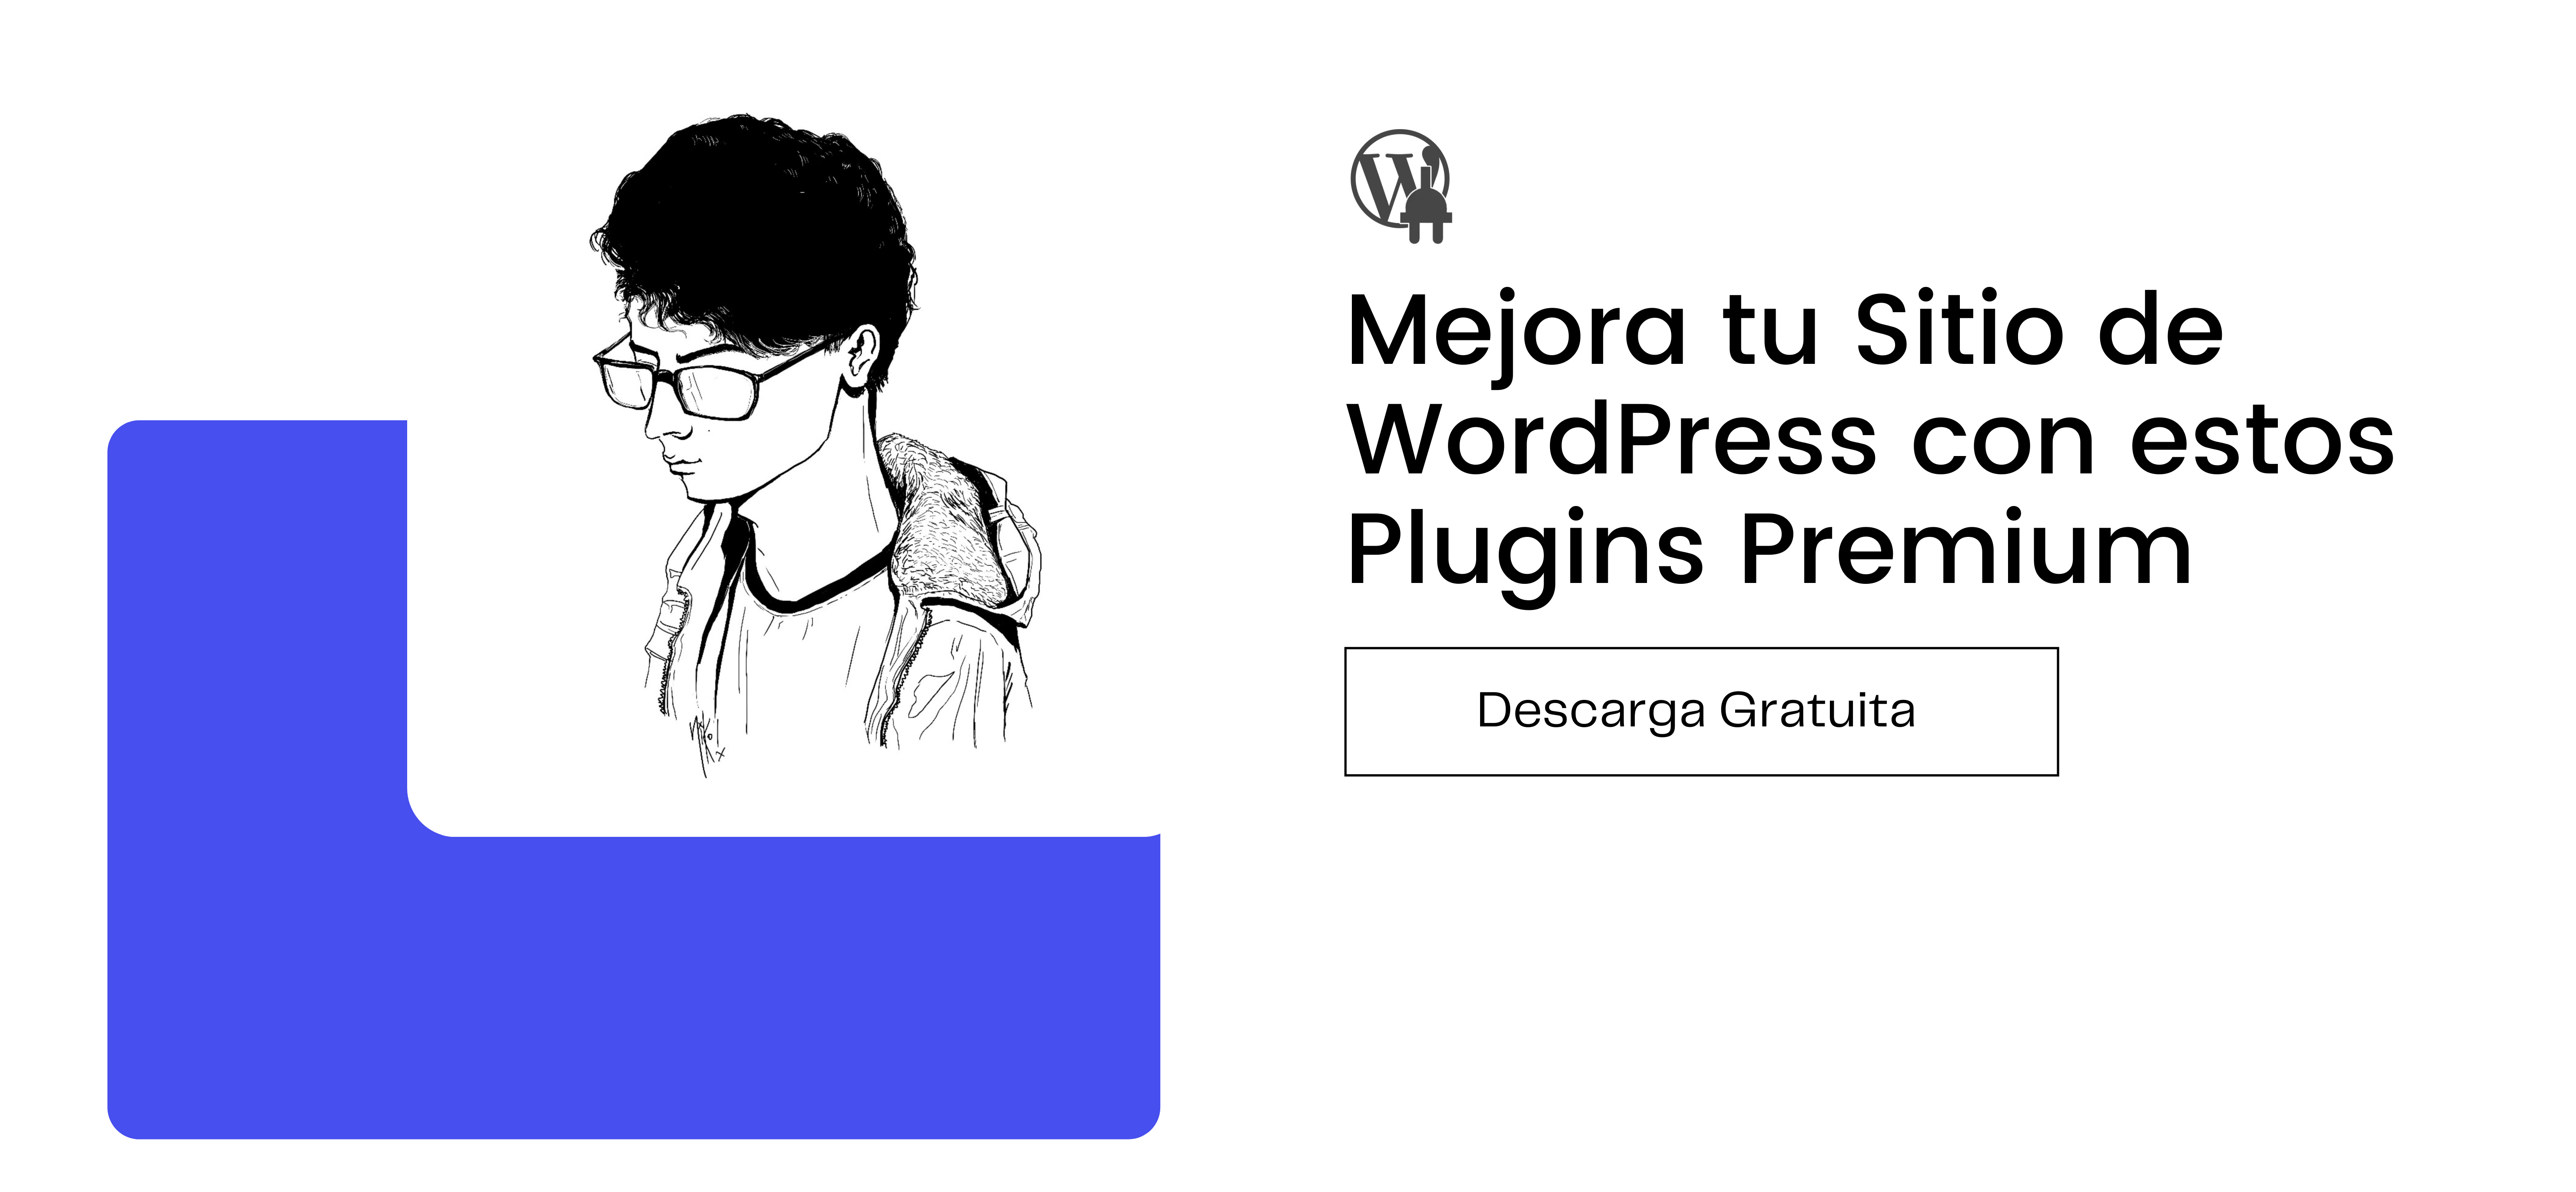 Mejora tu Sitio de
WordPress con estos
Plugins Premium
Descarga Gratuita